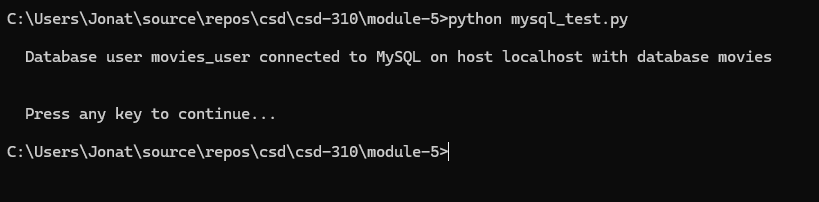 C:\Users\Jonat\source\repos\csd\csd-310\module-5>python mysql_test.py
Database user movies_user connected to MySQL on host localhost with database movies
Press any key to continue...
C:\Users\Jonat\source\repos\csd\csd-310\module-5>